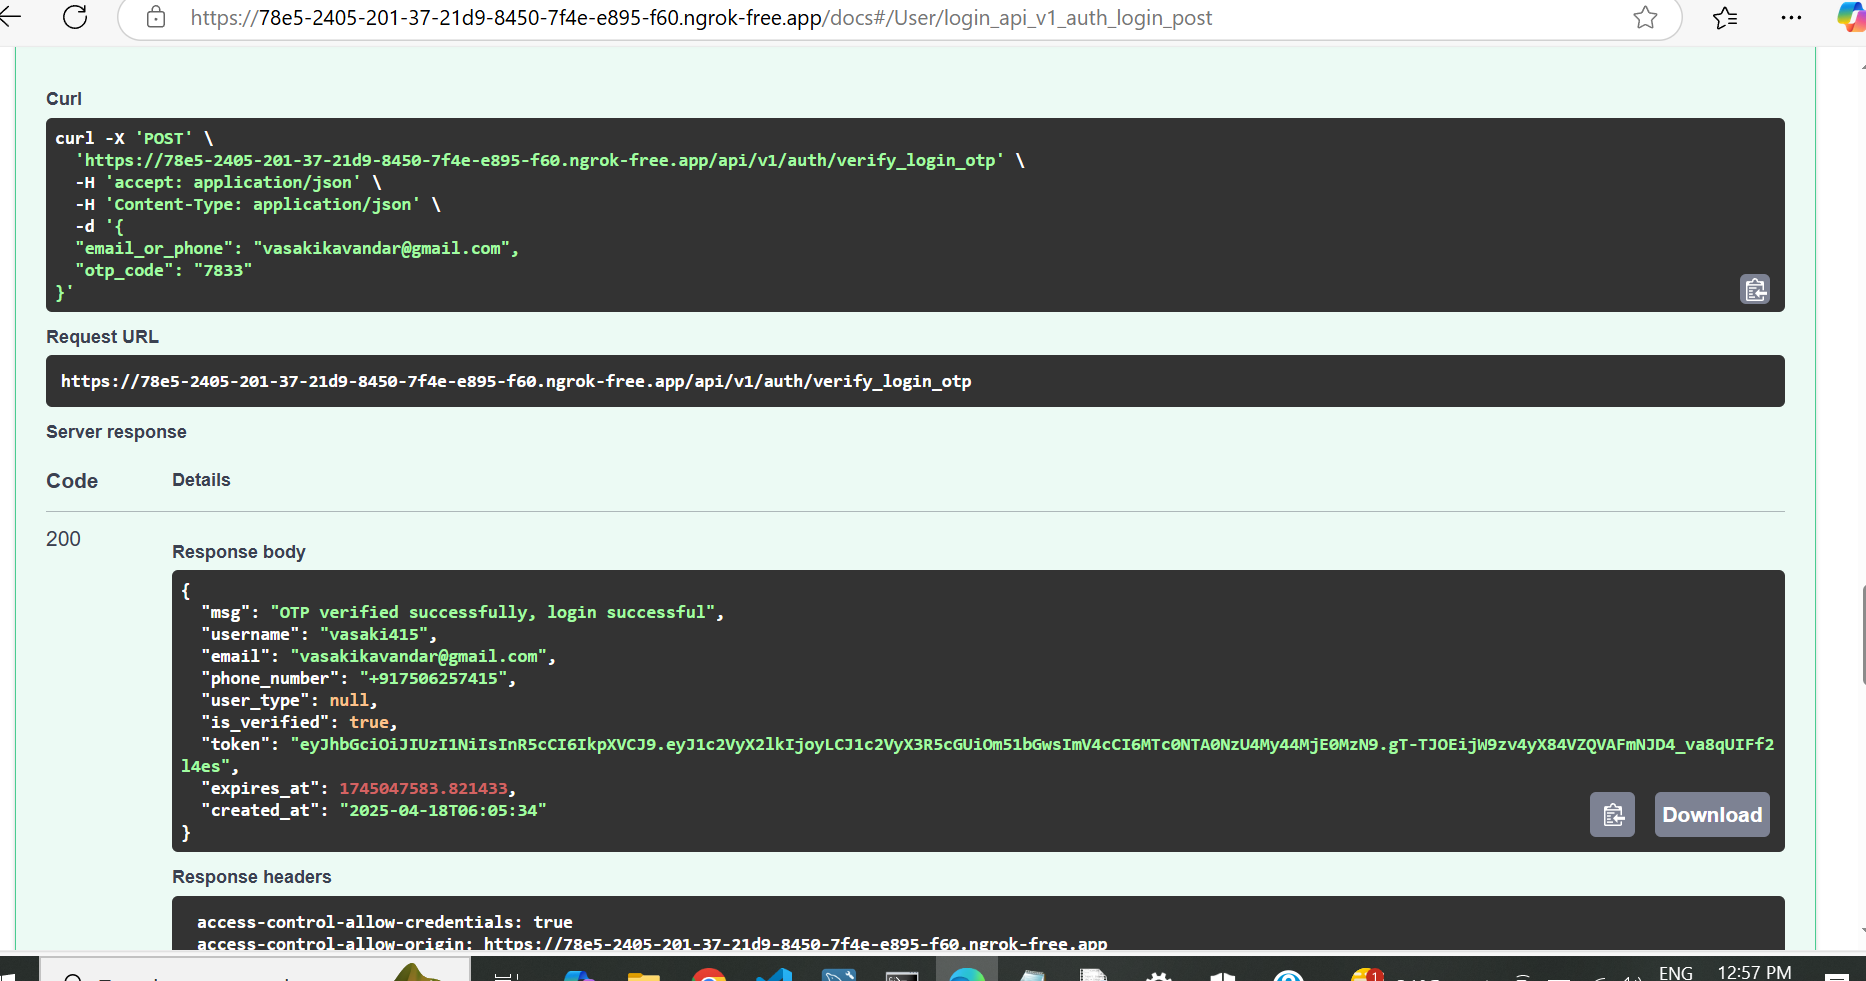 https://78e5-2405-201-37-21d9-8450-7f4e-e895-f60.ngrok-free.app/docs#/User/login_api_v1_auth_login_post
Curl
curl -X 'POST' \
'https://78e5-2405-201-37-21d9-8450-7f4e-e895-f60.ngrok-free.app/api/v1/auth/verify_login_otp' \
-H 'accept: application/json' \
-H 'Content-Type: application/json' \
-d '{
"email_or_phone": "vasakikavandar@gmail.com",
"otp_code": "7833"
}'
Request URL
https://78e5-2405-201-37-21d9-8450-7f4e-e895-f60.ngrok-free.app/api/v1/auth/verify_login_otp
Server response
Code Details
200
Response body
{
"msg": "OTP verified successfully, login successful",
"username": "vasaki415",
"email": "vasakikavandar@gmail.com",
"phone_number": "+917506257415",
"user_type": null,
"is_verified": true,
"token": "eyJhbGciOiJIUzI1NiIsInR5cCI6IkpXVCJ9.eyJ1c2VyX2lkIjoyLCJ1c2VyX3R5cGUiOm51bGwsImV4cCI6MTc0NTA0NzU4My44MjE0MzN9.gT-TJOEijW9zv4yX84VZQVAFmNJD4_va8qUIFf2
l4es",
"expires_at": 1745047583.821433,
"created_at": "2025-04-18T06:05:34"
}
Download
Response headers
access-control-allow-credentials: true
access-control-allow-origin: https://78e5-2405-201-37-21d9-8450-7f4e-e895-f60.ngrok-free.app
1
ENG
12:57 PM